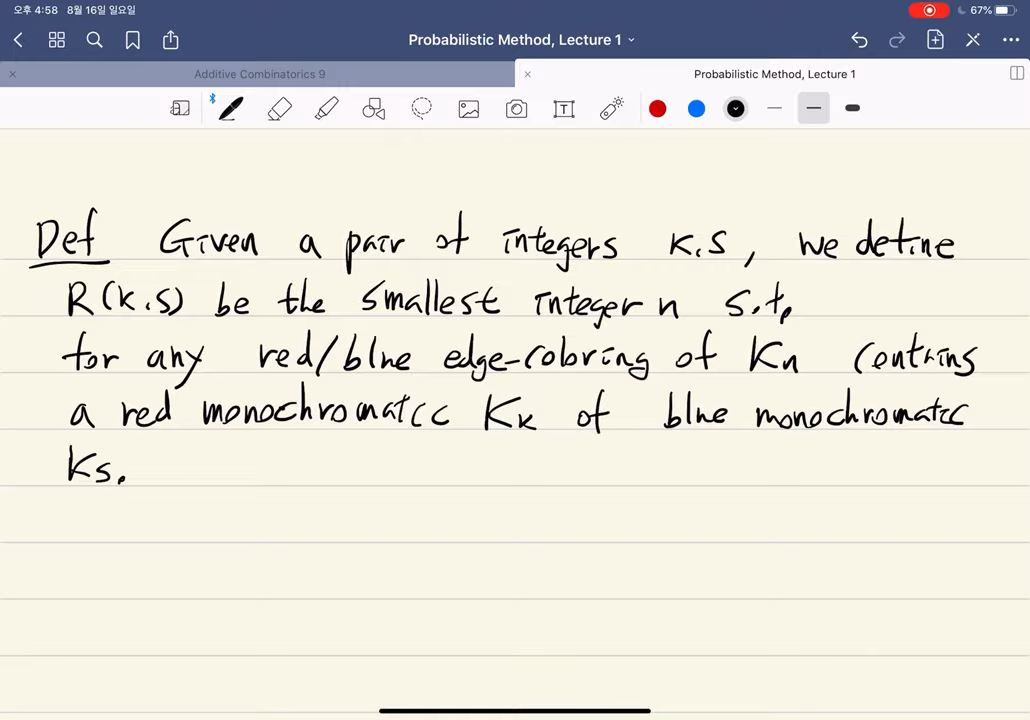 오후 4:58 8월 16일 일요일
67%
Probabilistic Method, Lecture 1
Additive Combinatorics 9
Probabilistic Method, Lecture 1
Def Given a pair of integers k.s, we define
R(k.s) be the smallest integer n s.t.
for any red/blue edge-coloring of Kn contains
a red monochromatic Kk of blue monochromatic
Ks.